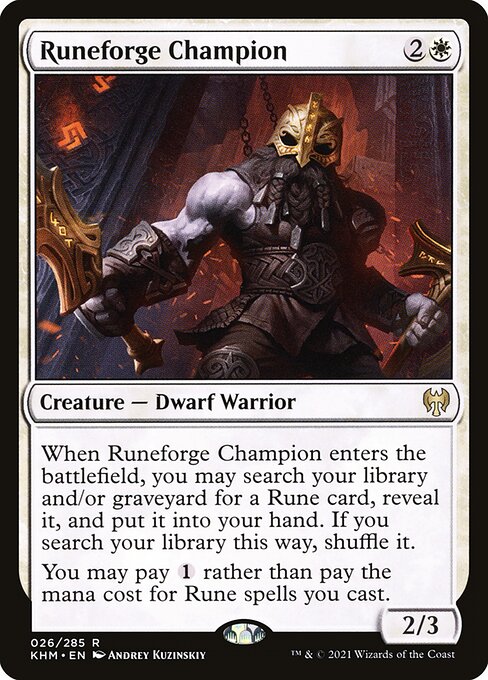 Runeforge Champion 2
Creature — Dwarf Warrior
When Runeforge Champion enters the
battlefield, you may search your library
and/or graveyard for a Rune card, reveal
it, and put it into your hand. If you
search your library this way, shuffle it.
You may pay 1 rather than pay the
mana cost for Rune spells you cast.
2/3
026/285 R
KHM • EN Andrey Kuzinskiy
™ & © 2021 Wizards of the Coast